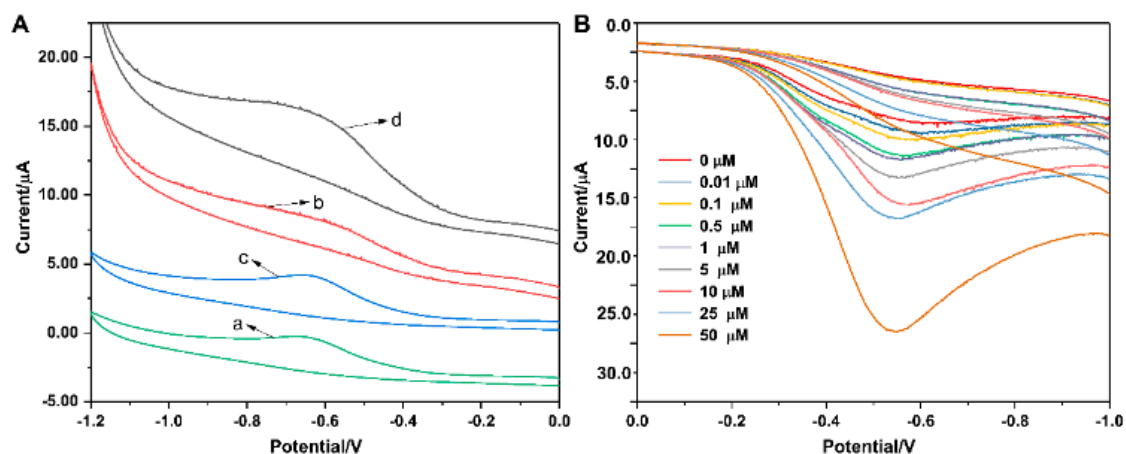 A
Current/µA
20.00
15.00
10.00
5.00
0.00
-5.00
d
b
c
a
-1.2
-1.0
-0.8
-0.6
-0.4
-0.2
0.0
Potential/V
B
Current/µA
0.0
5.0
10.0
15.0
20.0
25.0
30.0
0 µM
0.01 µM
0.1 µM
0.5 µM
1 µM
5 µM
10 µM
25 µM
50 µM
0.0
-0.2
-0.4
-0.6
-0.8
-1.0
Potential/V